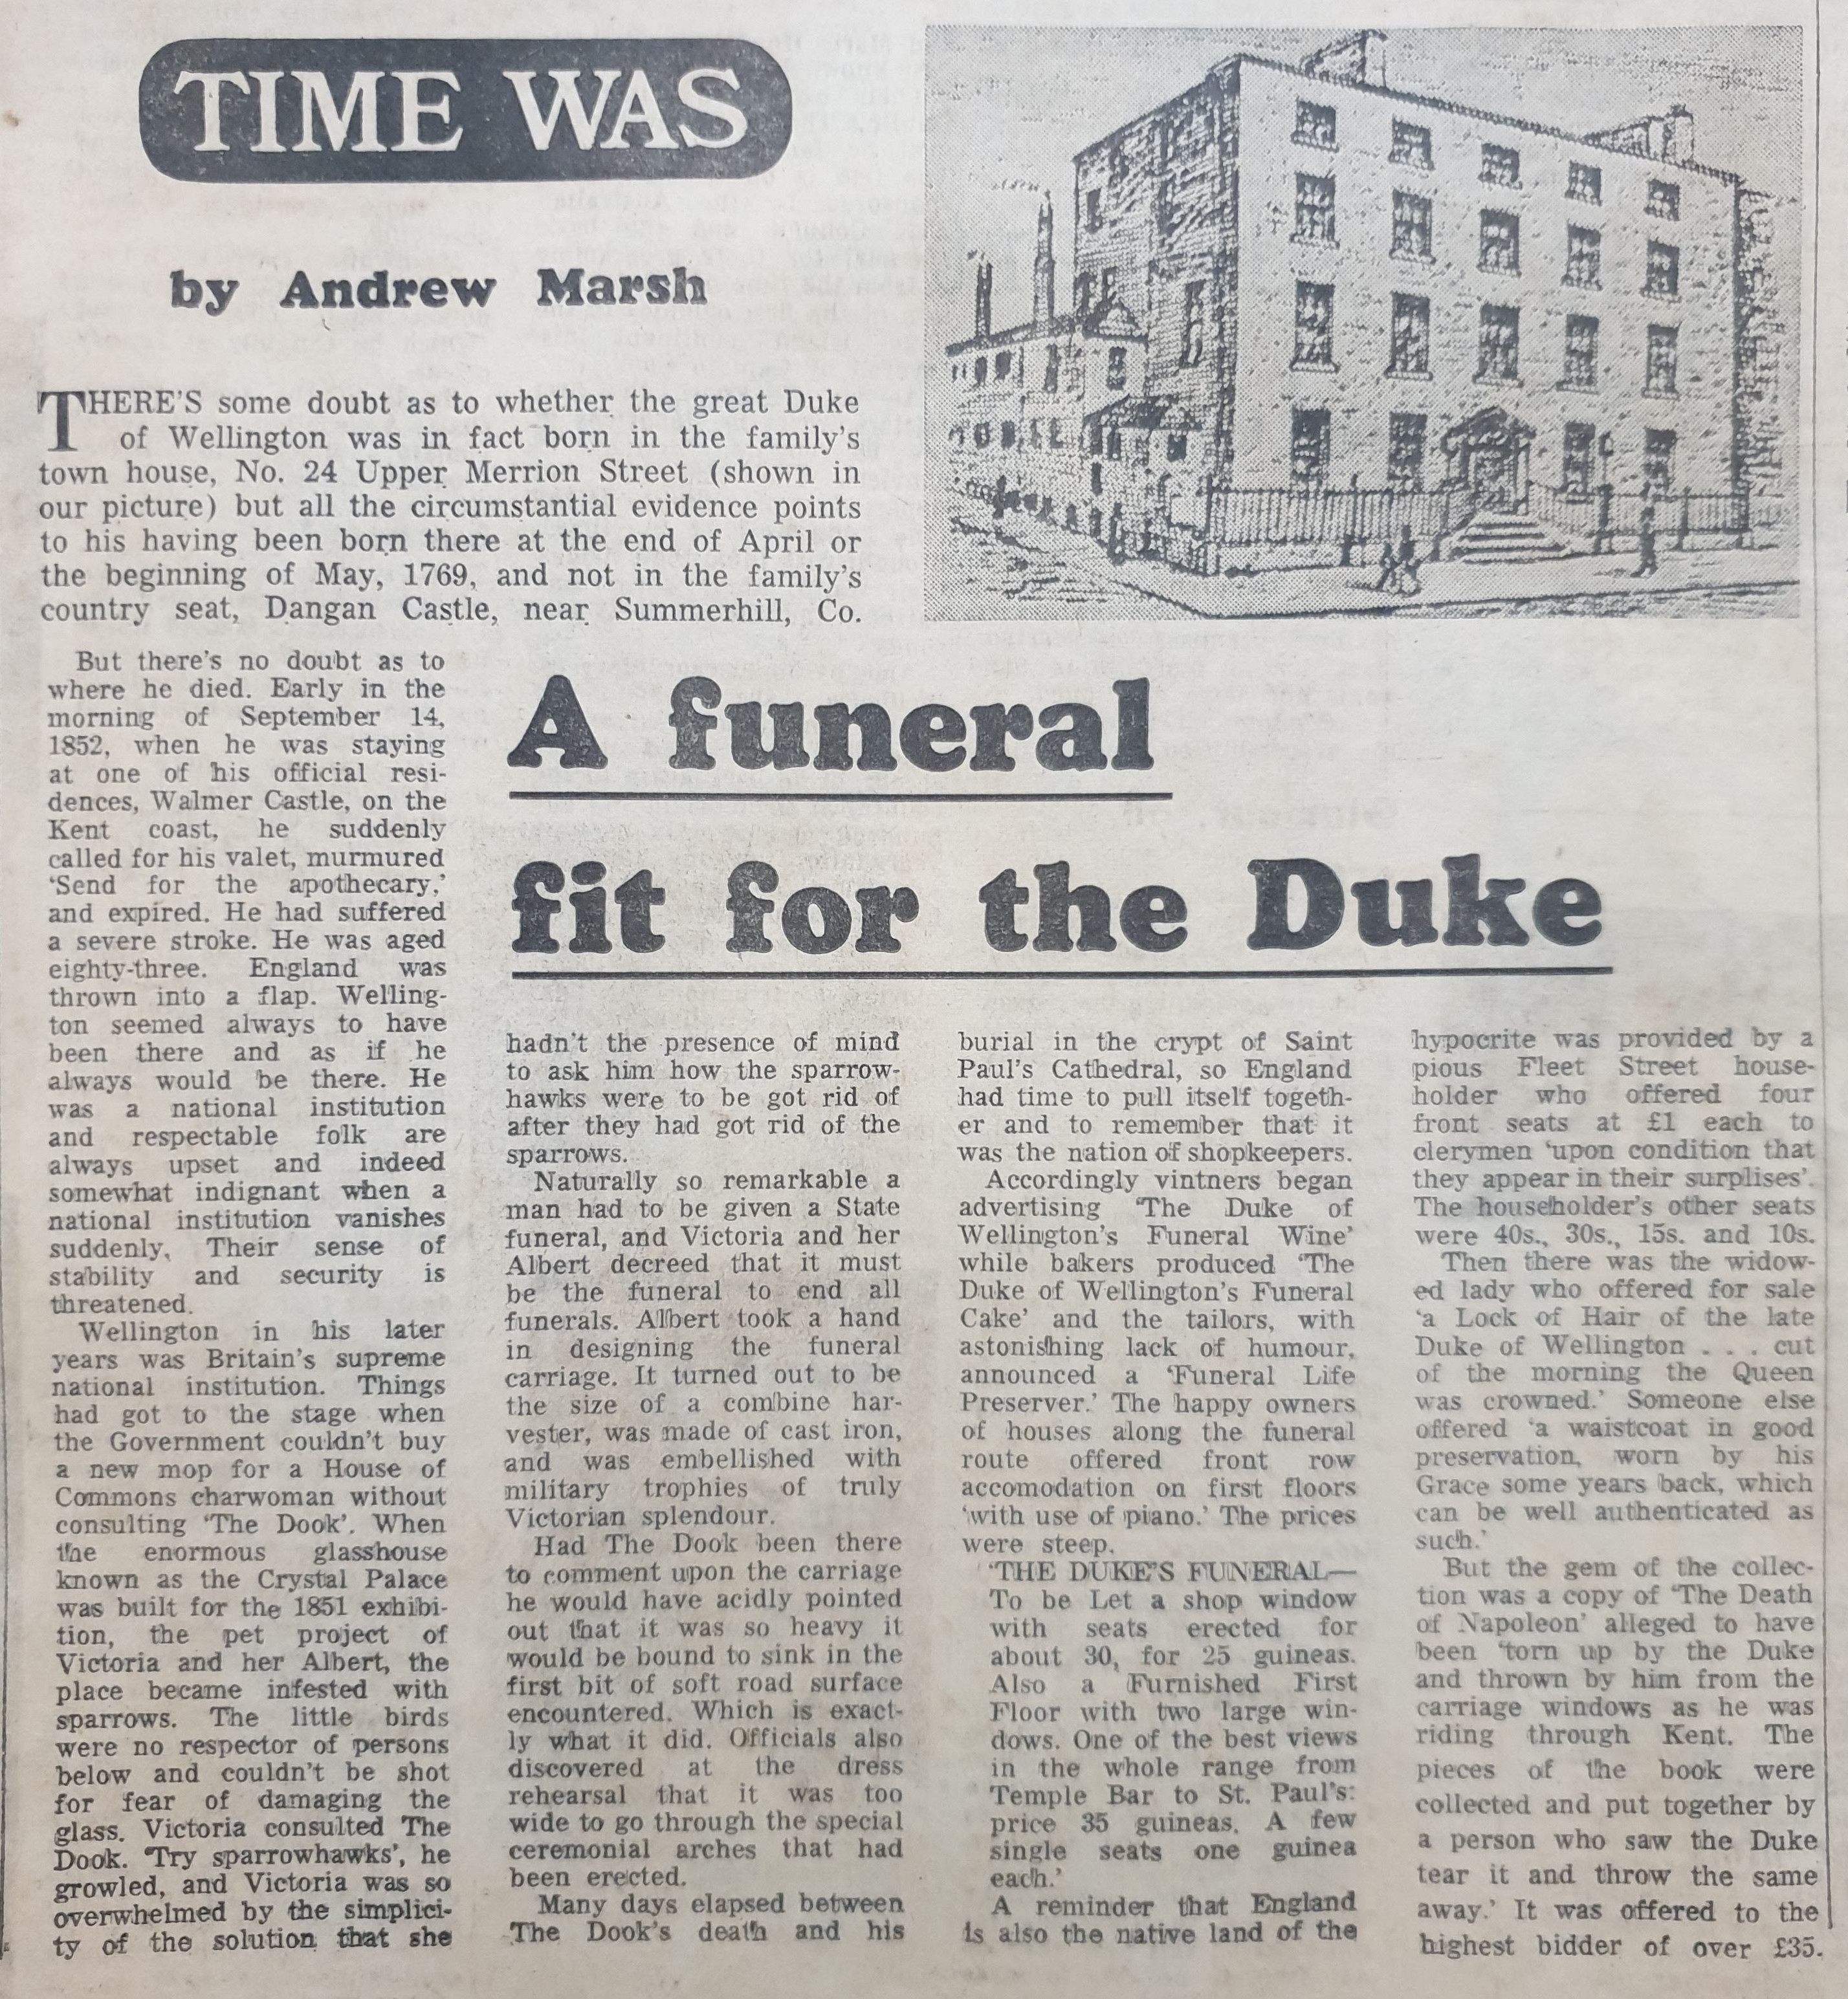 TIME WAS
by Andrew Marsh
THERE'S some doubt as to whether the great Duke
of Wellington was in fact born in the family's
town house, No. 24 Upper Merrion Street (shown in
our picture) but all the circumstantial evidence points
to his having been born there at the end of April or
the beginning of May, 1769, and not in the family's
country seat, Dangan Castle, near Summerhill, Co.
A funeral
fit for the Duke
But there's no doubt as to
where he died. Early in the
morning of September 14,
1852, when he was staying
at one of his official resi-
dences, Walmer Castle, on the
Kent coast, he suddenly
called for his valet, murmured
'Send for the apothecary,'
and expired. He had suffered
a severe stroke. He was aged
eighty-three. England was
thrown into a flap. Welling-
ton seemed always to have
been there and as if he
always would be there. He
was a national institution
and respectable folk are
always upset and indeed
somewhat indignant when a
national institution vanishes
suddenly. Their sense of
stability and security is
threatened.
Wellington in his later
years was Britain's supreme
national institution. Things
had got to the stage when
the Government couldn't buy
a new mop for a House of
Commons charwoman without
consulting 'The Dook'. When
the enormous glasshouse
known as the Crystal Palace
was built for the 1851 exhibi-
tion, the pet project of
Victoria and her Albert, the
place became infested with
sparrows. The little birds
were no respector of persons
below and couldn't be shot
for fear of damaging the
glass. Victoria consulted The
Dook. 'Try sparrowhawks', he
growled, and Victoria was so
overwhelmed by the simplici-
ty of the solution that she
hadn't the presence of mind
to ask him how the sparrow-
hawks were to be got rid of
after they had got rid of the
sparrows.
Naturally so remarkable a
man had to be given a State
funeral, and Victoria and her
Albert decreed that it must
be the funeral to end all
funerals. Albert took a hand
in designing the funeral
carriage. It turned out to be
the size of a combine har-
vester, was made of cast iron,
and was embellished with
military trophies of truly
Victorian splendour.
Had The Dook been there
to comment upon the carriage
he would have acidly pointed
out that it was so heavy it
would be bound to sink in the
first bit of soft road surface
encountered. Which is exact-
ly what it did. Officials also
discovered at the dress
rehearsal that it was too
wide to go through the special
ceremonial arches that had
been erected.
Many days elapsed between
The Dook's death and his
burial in the crypt of Saint
Paul's Cathedral, so England
had time to pull itself togeth-
er and to remember that it
was the nation of shopkeepers.
Accordingly vintners began
advertising 'The Duke of
Wellington's Funeral Wine'
while bakers produced 'The
Duke of Wellington's Funeral
Cake' and the tailors, with
astonishing lack of humour,
announced a 'Funeral Life
Preserver.' The happy owners
of houses along the funeral
route offered front row
accomodation on first floors
'with use of piano.' The prices
were steep.
'THE DUKE'S FUNERAL—
To be Let a shop window
with seats erected for
about 30, for 25 guineas.
Also a Furnished First
Floor with two large win-
dows. One of the best views
in the whole range from
Temple Bar to St. Paul's:
price 35 guineas. A few
single seats one guinea
each.'
A reminder that England
is also the native land of the
hypocrite was provided by a
pious Fleet Street house-
holder who offered four
front seats at £1 each to
clerymen 'upon condition that
they appear in their surplises'.
The householder's other seats
were 40s., 30s., 15s. and 10s.
Then there was the widow-
ed lady who offered for sale
'a Lock of Hair of the late
Duke of Wellington . . . cut
of the morning the Queen
was crowned.' Someone else
offered 'a waistcoat in good
preservation, worn by his
Grace some years back, which
can be well authenticated as
such.'
But the gem of the collec-
tion was a copy of 'The Death
of Napoleon' alleged to have
been 'torn up by the Duke
and thrown by him from the
carriage windows as he was
riding through Kent. The
pieces of the book were
collected and put together by
a person who saw the Duke
tear it and throw the same
away.' It was offered to the
highest bidder of over £35.